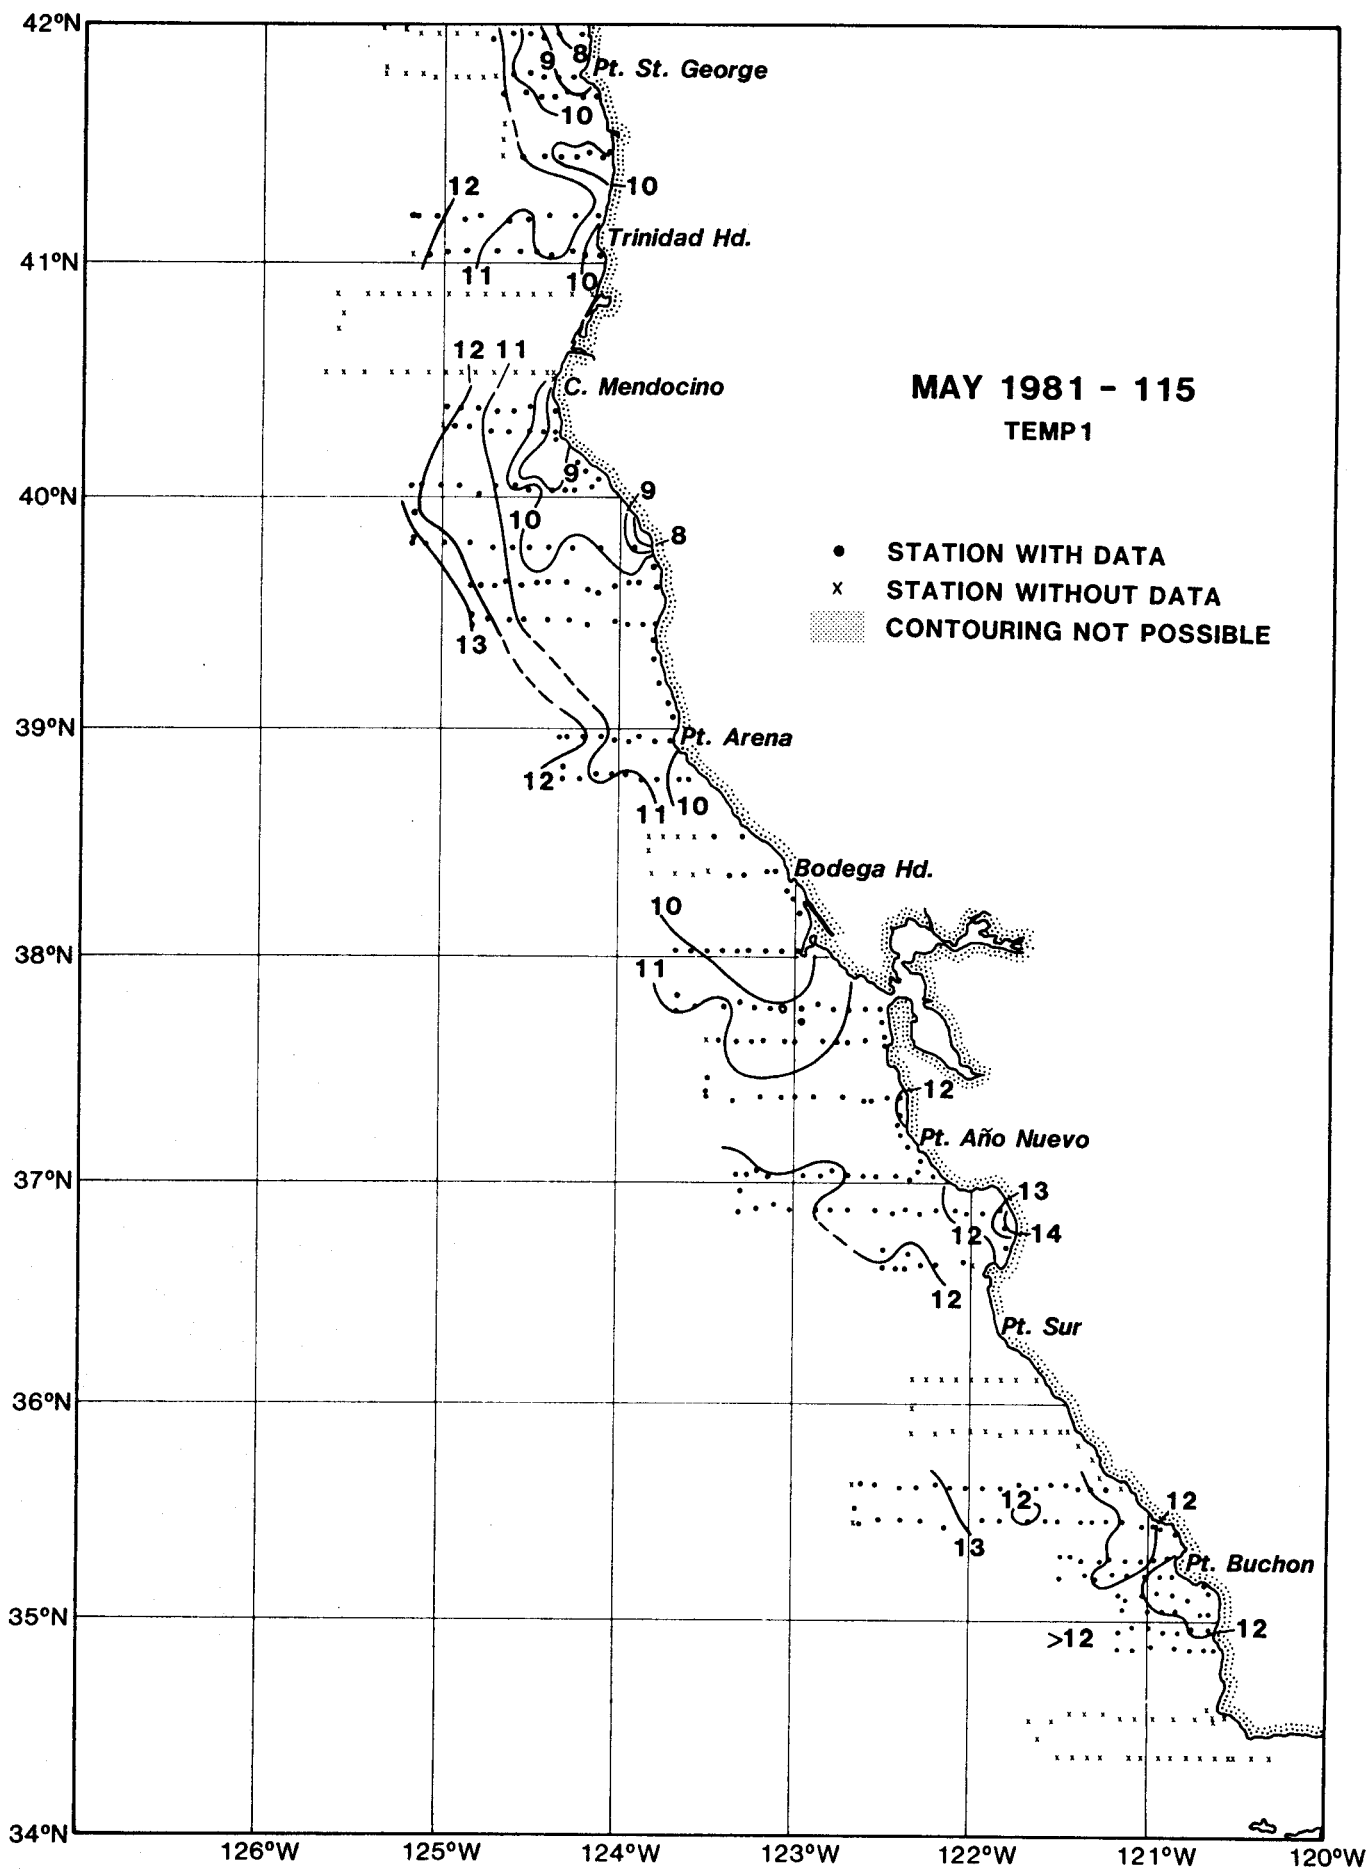 42°N
8
9
Pt. St. George
10
12
10
Trinidad Hd.
41°N
11
10
12 11
C. Mendocino
MAY 1981 - 115
TEMP1
9
9
40°N
10
8
• STATION WITH DATA
x STATION WITHOUT DATA
CONTOURING NOT POSSIBLE
13
39°N
Pt. Arena
12
11 10
Bodega Hd.
10
38°N
11
12
Pt. Año Nuevo
37°N
13
12
14
12
Pt. Sur
36°N
12
12
13
Pt. Buchon
35°N
>12
12
34°N
126°W 125°W 124°W 123°W 122°W 121°W 120°W